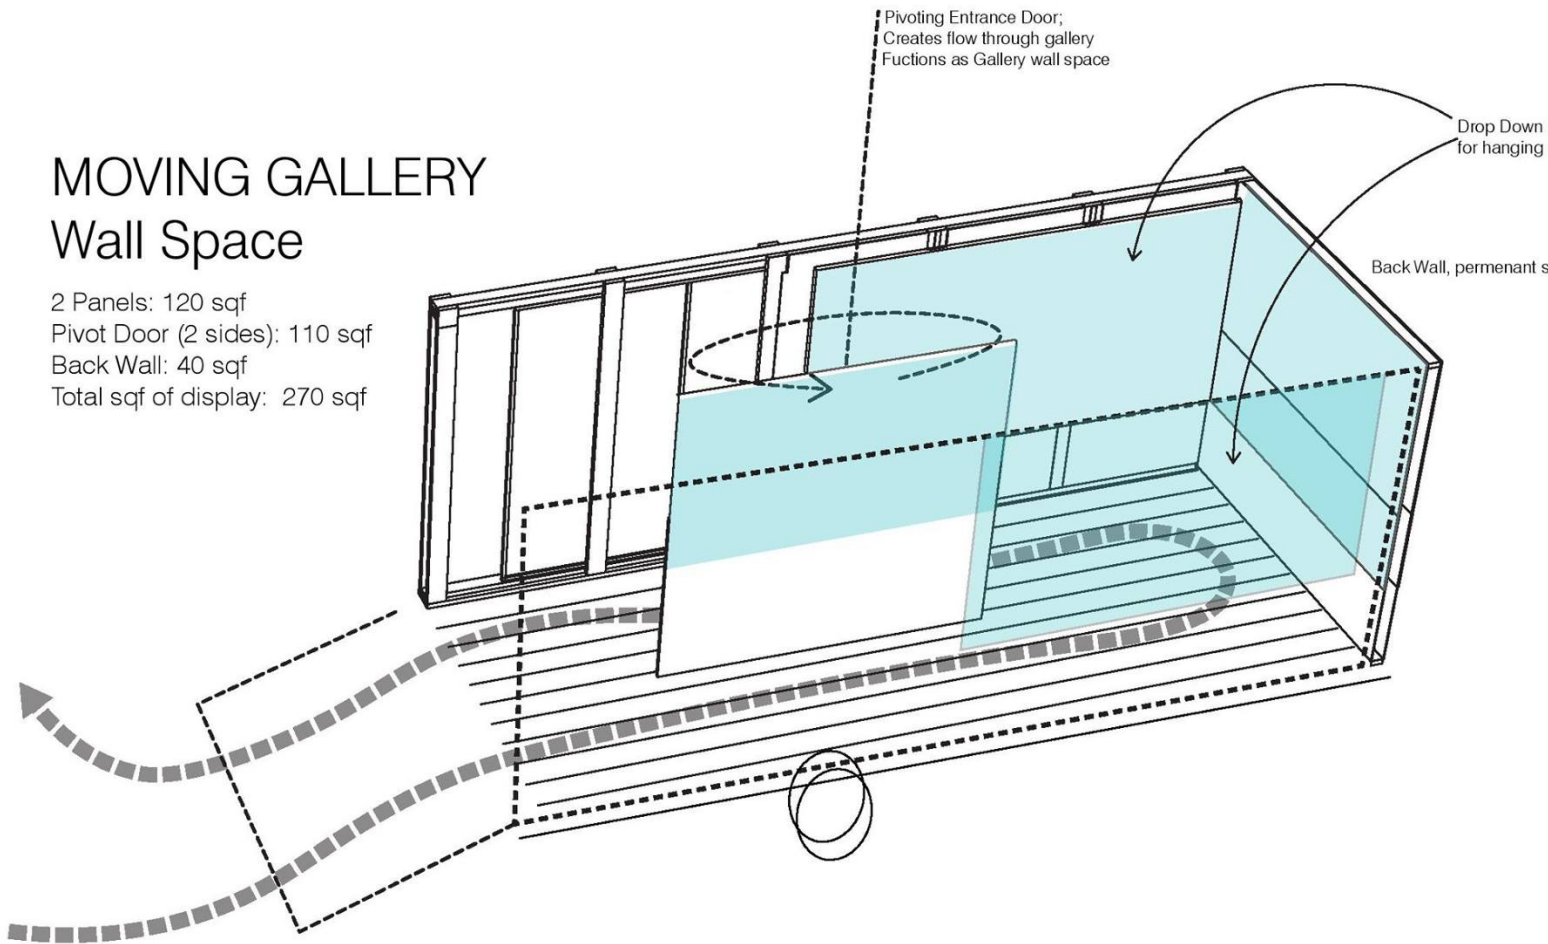 Pivoting Entrance Door;
Creates flow through gallery
Fuctions as Gallery wall space
Drop Down
for hanging
MOVING GALLERY
Wall Space
Back Wall, permenant s
2 Panels: 120 sqf
Pivot Door (2 sides): 110 sqf
Back Wall: 40 sqf
Total sqf of display: 270 sqf